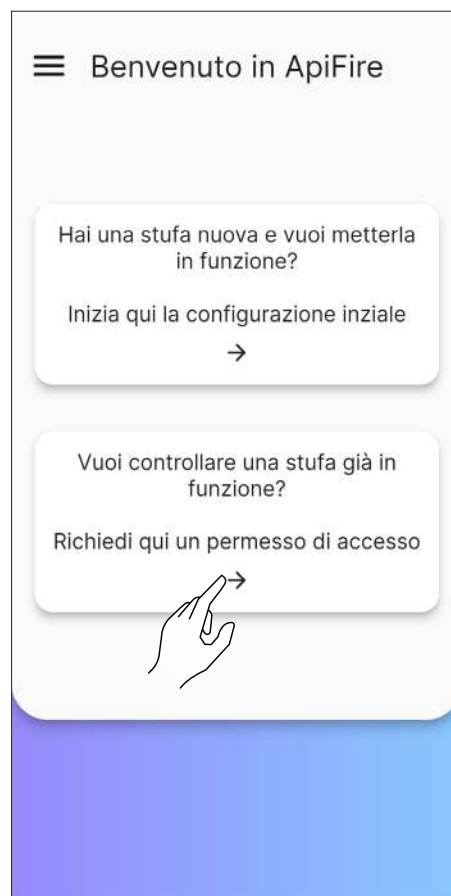 Benvenuto in ApiFire
Hai una stufa nuova e vuoi metterla
in funzione?
Inizia qui la configurazione inziale
Vuoi controllare una stufa già in
funzione?
Richiedi qui un permesso di accesso